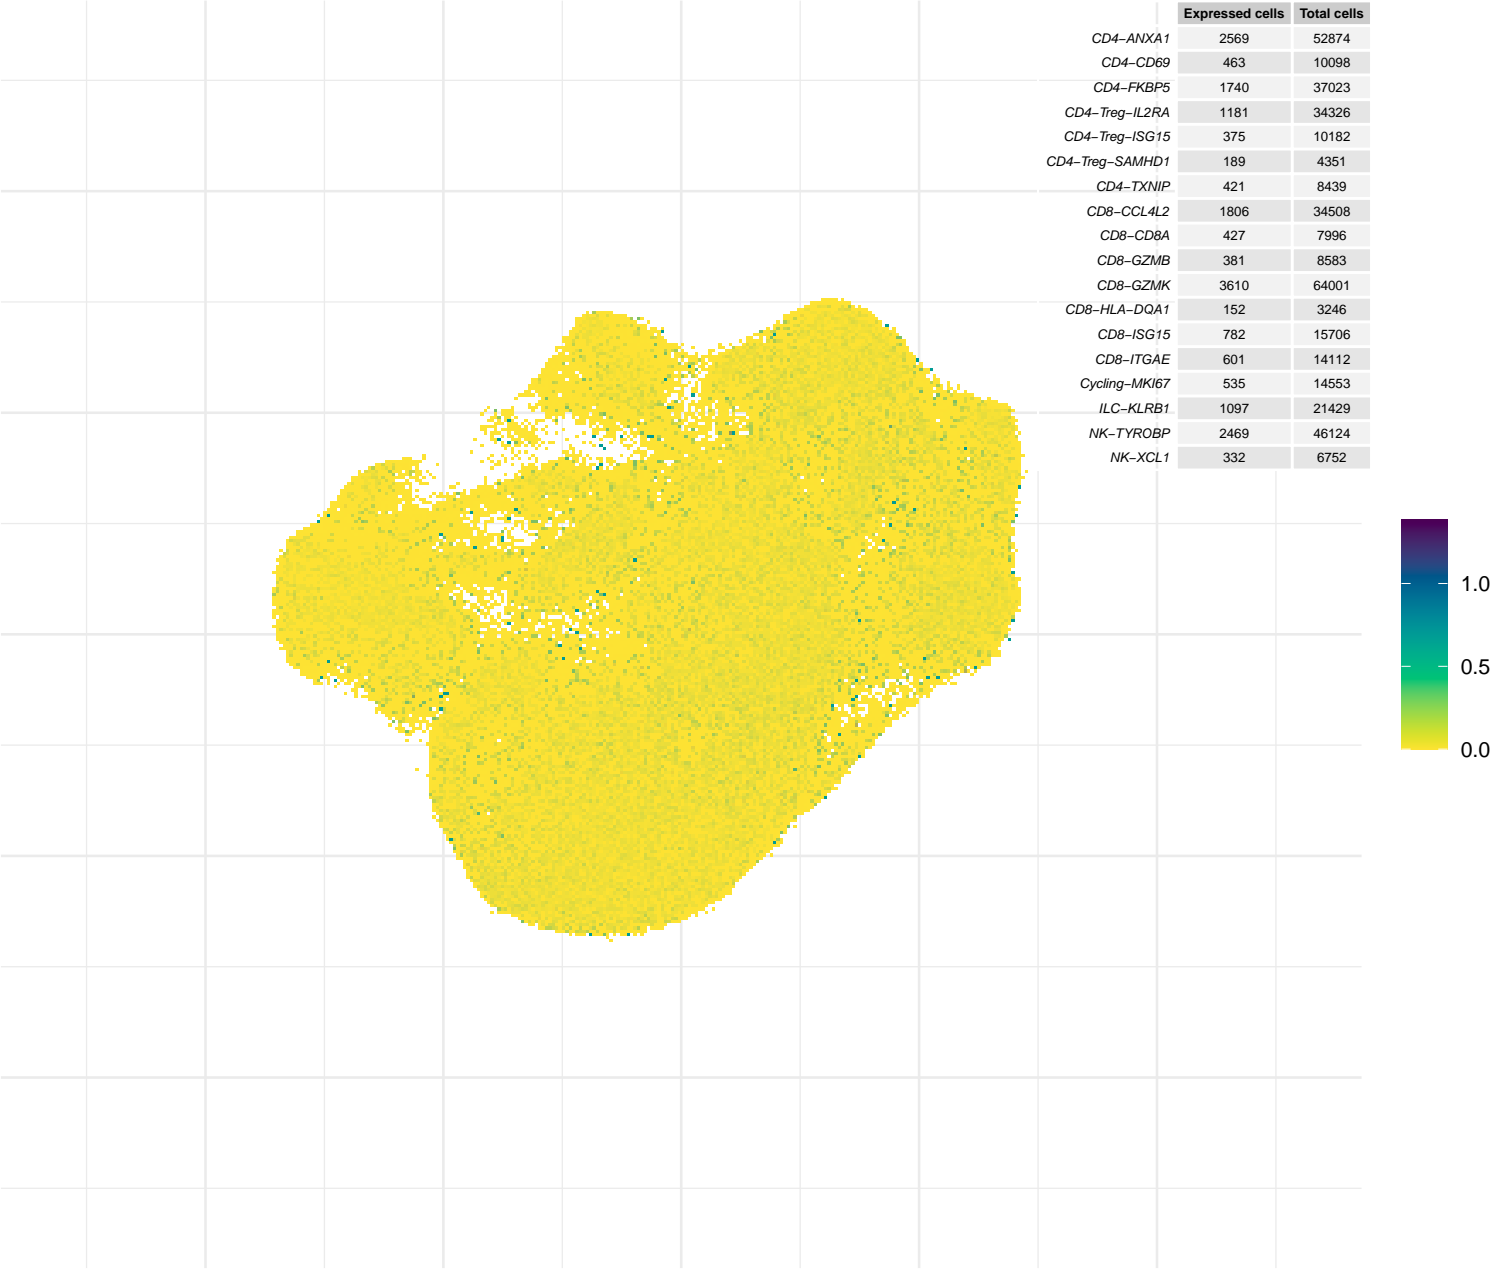 Expressed cells Total cells
CD4−ANXA1 2569 52874
CD4−CD69 463 10098
CD4−FKBP5 1740 37023
CD4−Treg−IL2RA 1181 34326
CD4−Treg−ISG15 375 10182
CD4−Treg−SAMHD1 189 4351
CD4−TXNIP 421 8439
CD8−CCL4L2 1806 34508
CD8−CD8A 427 7996
CD8−GZMB 381 8583
CD8−GZMK 3610 64001
CD8−HLA−DQA1 152 3246
CD8−ISG15 782 15706
CD8−ITGAE 601 14112
Cycling−MKI67 535 14553
ILC−KLRB1 1097 21429
NK−TYROBP 2469 46124
NK−XCL1 332 6752
1.0
0.5
0.0